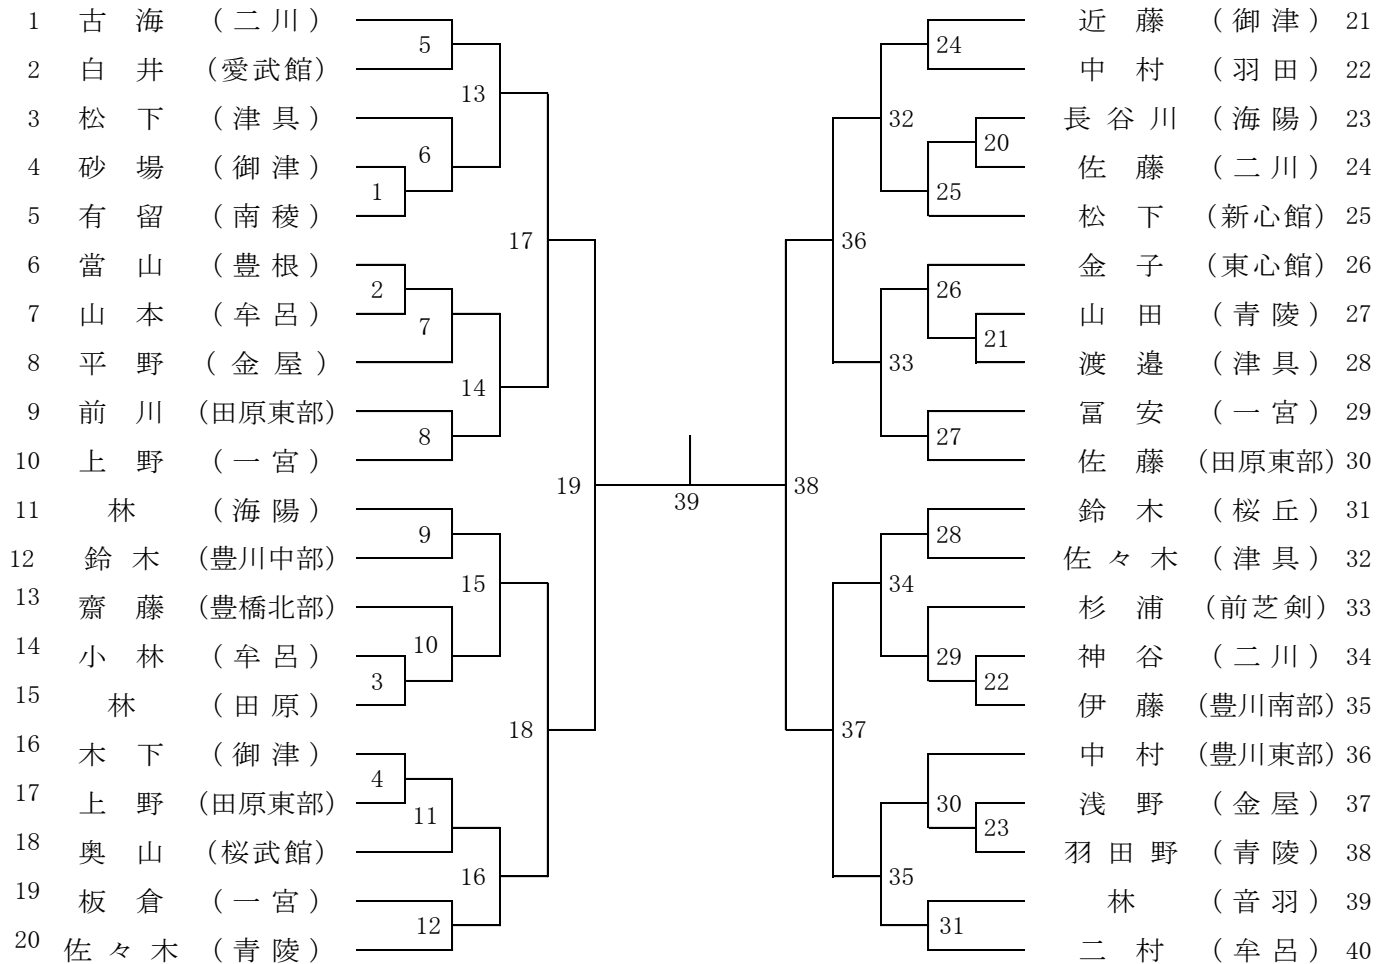 1 古海 (二川) 近藤 (御津) 21
5 24
2 白井 (愛武館) 中村 (羽田) 22
13
3 松下 (津具) 32 長谷川 (海陽) 23
6 20
4 砂場 (御津) 佐藤 (二川) 24
1 25
5 有留 (南稜) 松下 (新心館) 25
17 36
6 當山 (豊根) 金子 (東心館) 26
2 26
7 山本 (牟呂) 山田 (青陵) 27
7 21
8 平野 (金屋) 33 渡邉 (津具) 28
14
9 前川 (田原東部) 冨安 (一宮) 29
8 27
10 上野 (一宮) 佐藤 (田原東部) 30
19 38
39
11 林 (海陽) 鈴木 (桜丘) 31
9 28
12 鈴木 (豊川中部) 佐々木 (津具) 32
15 34
13 齋藤 (豊橋北部) 杉浦 (前芝剣) 33
10
14 小林 (牟呂) 29 神谷 (二川) 34
3 22
15 林 (田原) 伊藤 (豊川南部) 35
18 37
16 木下 (御津) 中村 (豊川東部) 36
4
17 上野 (田原東部) 30 浅野 (金屋) 37
11 23
18 奥山 (桜武館) 羽田野 (青陵) 38
16 35
19 板倉 (一宮) 林 (音羽) 39
12 31
20 佐々木 (青陵) 二村 (牟呂) 40